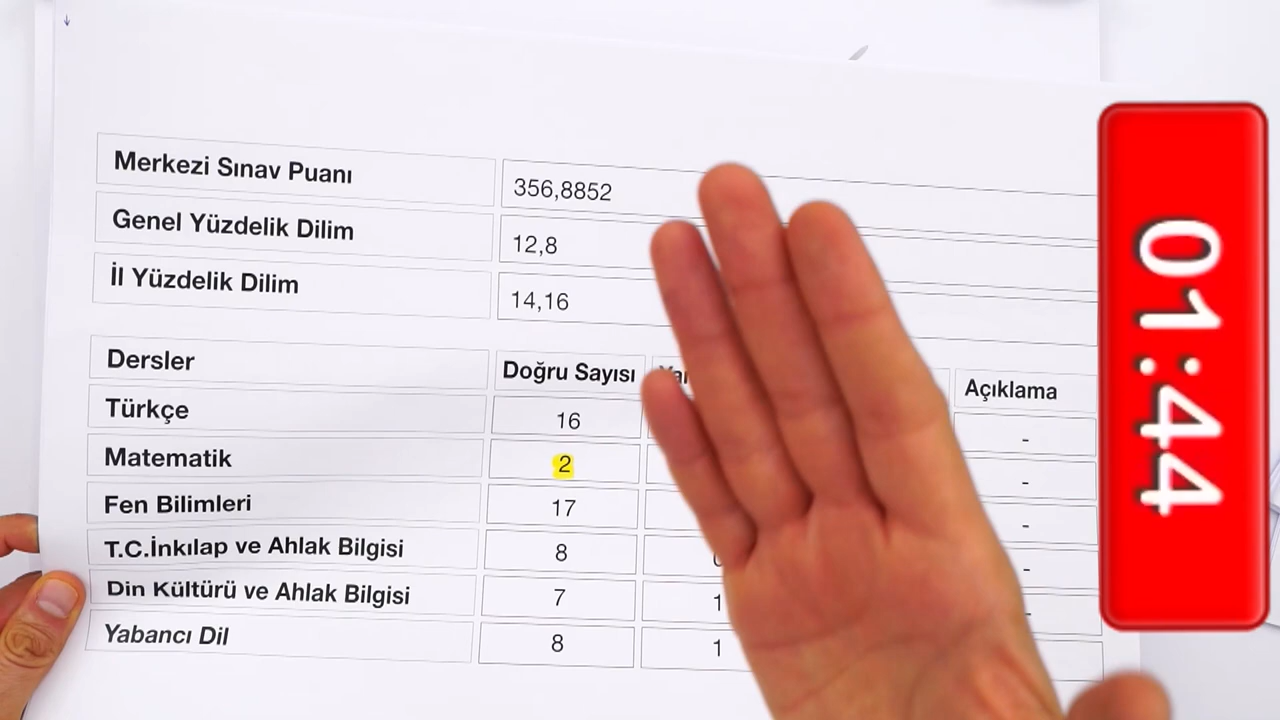 Merkezi Sınav Puanı 356,8852
Genel Yüzdelik Dilim 12,8
İl Yüzdelik Dilim 14,16
Dersler Doğru Sayısı Açıklama
Türkçe 16 -
Matematik 2 -
Fen Bilimleri 17 -
T.C.İnkılap ve Ahlak Bilgisi 8 -
Din Kültürü ve Ahlak Bilgisi 7 1 -
Yabancı Dil 8 1
01:44